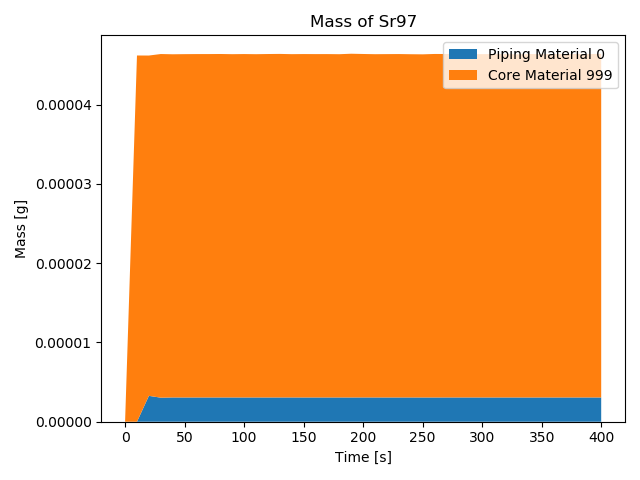 Mass of Sr97
Piping Material 0
Core Material 999
Mass [g]
0.00004
0.00003
0.00002
0.00001
0.00000
0 50 100 150 200 250 300 350 400
Time [s]